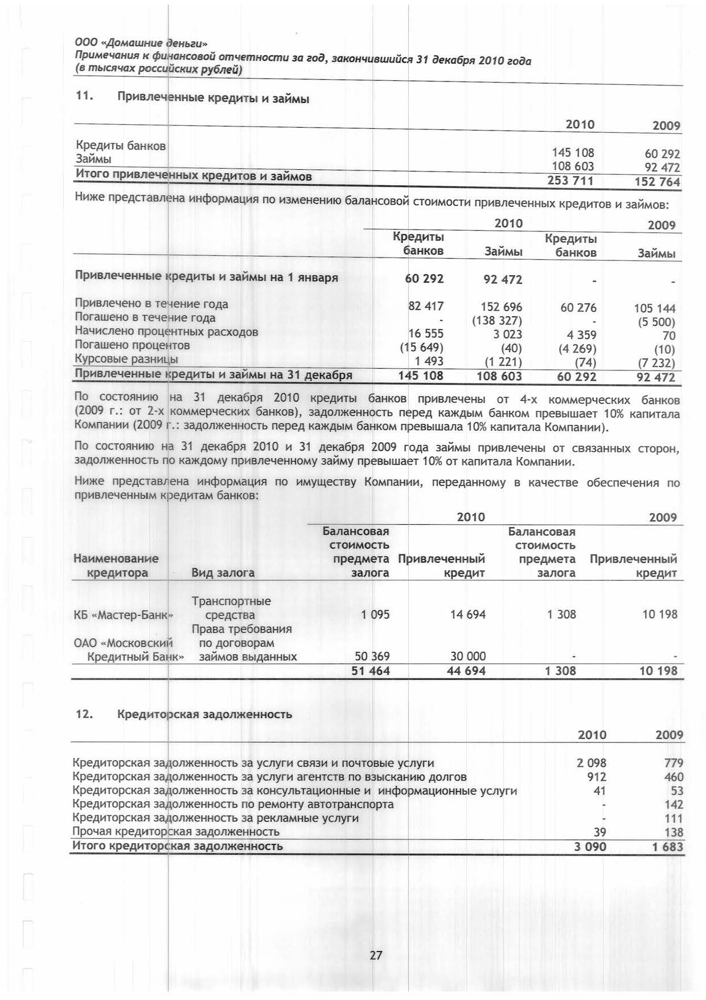 ООО «Домашние деньги»
Примечания к финансовой отчетности за год, закончившийся 31 декабря 2010 года
(в тысячах российских рублей)
11. Привлеченные кредиты и займы
2010 2009
Кредиты банков 145 108 60 292
Займы 108 603 92 472
Итого привлеченных кредитов и займов 253 711 152 764
Ниже представлена информация по изменению балансовой стоимости привлеченных кредитов и займов:
2010 2009
Кредиты Кредиты
банков Займы банков Займы
Привлеченные кредиты и займы на 1 января 60 292 92 472 - -
Привлечено в течение года 82 417 152 696 60 276 105 144
Погашено в течение года - (138 327) - (5 500)
Начислено процентных расходов 16 555 3 023 4 359 70
Погашено процентов (15 649) (40) (4 269) (10)
Курсовые разницы 1 493 (1 221) (74) (7 232)
Привлеченные кредиты и займы на 31 декабря 145 108 108 603 60 292 92 472
По состоянию на 31 декабря 2010 кредиты банков привлечены от 4-х коммерческих банков
(2009 г.: от 2-х коммерческих банков), задолженность перед каждым банком превышает 10% капитала
Компании (2009 г.: задолженность перед каждым банком превышала 10% капитала Компании).
По состоянию на 31 декабря 2010 и 31 декабря 2009 года займы привлечены от связанных сторон,
задолженность по каждому привлеченному займу превышает 10% от капитала Компании.
Ниже представлена информация по имуществу Компании, переданному в качестве обеспечения по
привлеченным кредитам банков:
2010 2009
Балансовая Балансовая
стоимость стоимость
Наименование предмета Привлеченный предмета Привлеченный
кредитора Вид залога залога кредит залога кредит
Транспортные
КБ «Мастер-Банк» средства 1 095 14 694 1 308 10 198
Права требования
ОАО «Московский по договорам
Кредитный Банк» займов выданных 50 369 30 000 - -
51 464 44 694 1 308 10 198
12. Кредиторская задолженность
2010 2009
Кредиторская задолженность за услуги связи и почтовые услуги 2 098 779
Кредиторская задолженность за услуги агентств по взысканию долгов 912 460
Кредиторская задолженность за консультационные и информационные услуги 41 53
Кредиторская задолженность по ремонту автотранспорта - 142
Кредиторская задолженность за рекламные услуги - 111
Прочая кредиторская задолженность 39 138
Итого кредиторская задолженность 3 090 1 683
27